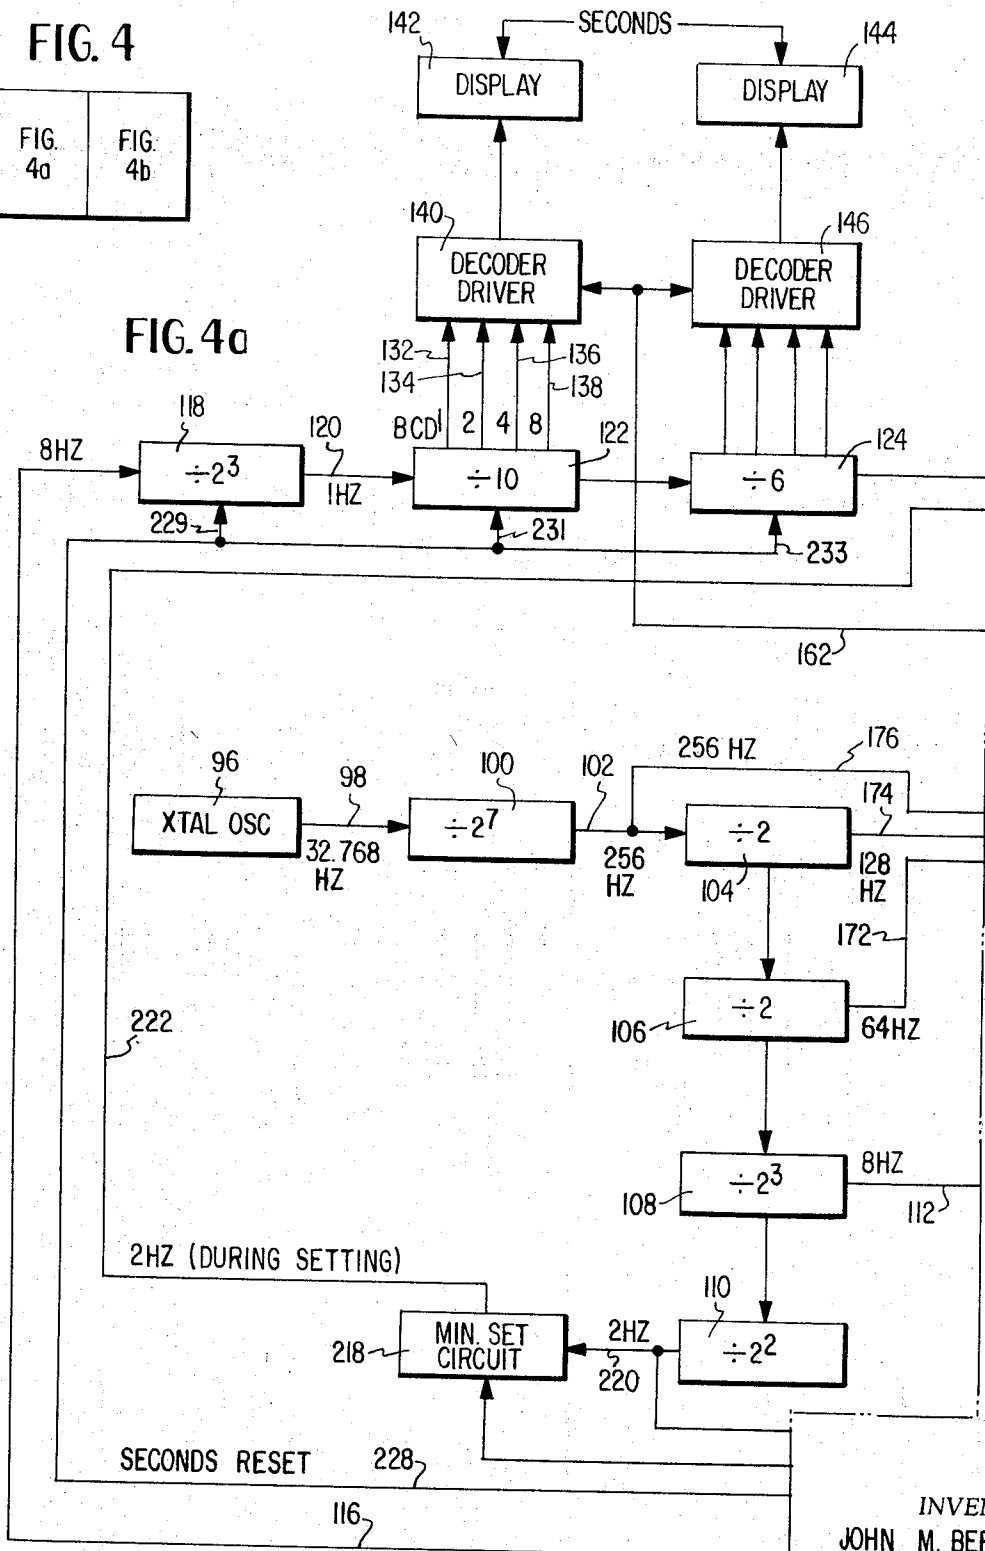 FIG. 4
FIG. 4a
FIG. 4b
142
SECONDS
144
DISPLAY
DISPLAY
140
146
DECODER DRIVER
DECODER DRIVER
FIG. 4a
132
134
136
138
118
120
BCD 1 2 4 8
122
124
8HZ
÷2³
1HZ
÷10
÷6
229
231
233
162
96
98
100
102
256 HZ
176
174
XTAL OSC
÷2⁷
÷2
32.768 HZ
256 HZ
104
128 HZ
172
÷2
222
106
64HZ
÷2³
8HZ
108
112
2HZ (DURING SETTING)
110
218
MIN. SET CIRCUIT
2HZ
220
÷2²
SECONDS RESET
228
116
JOHN M.